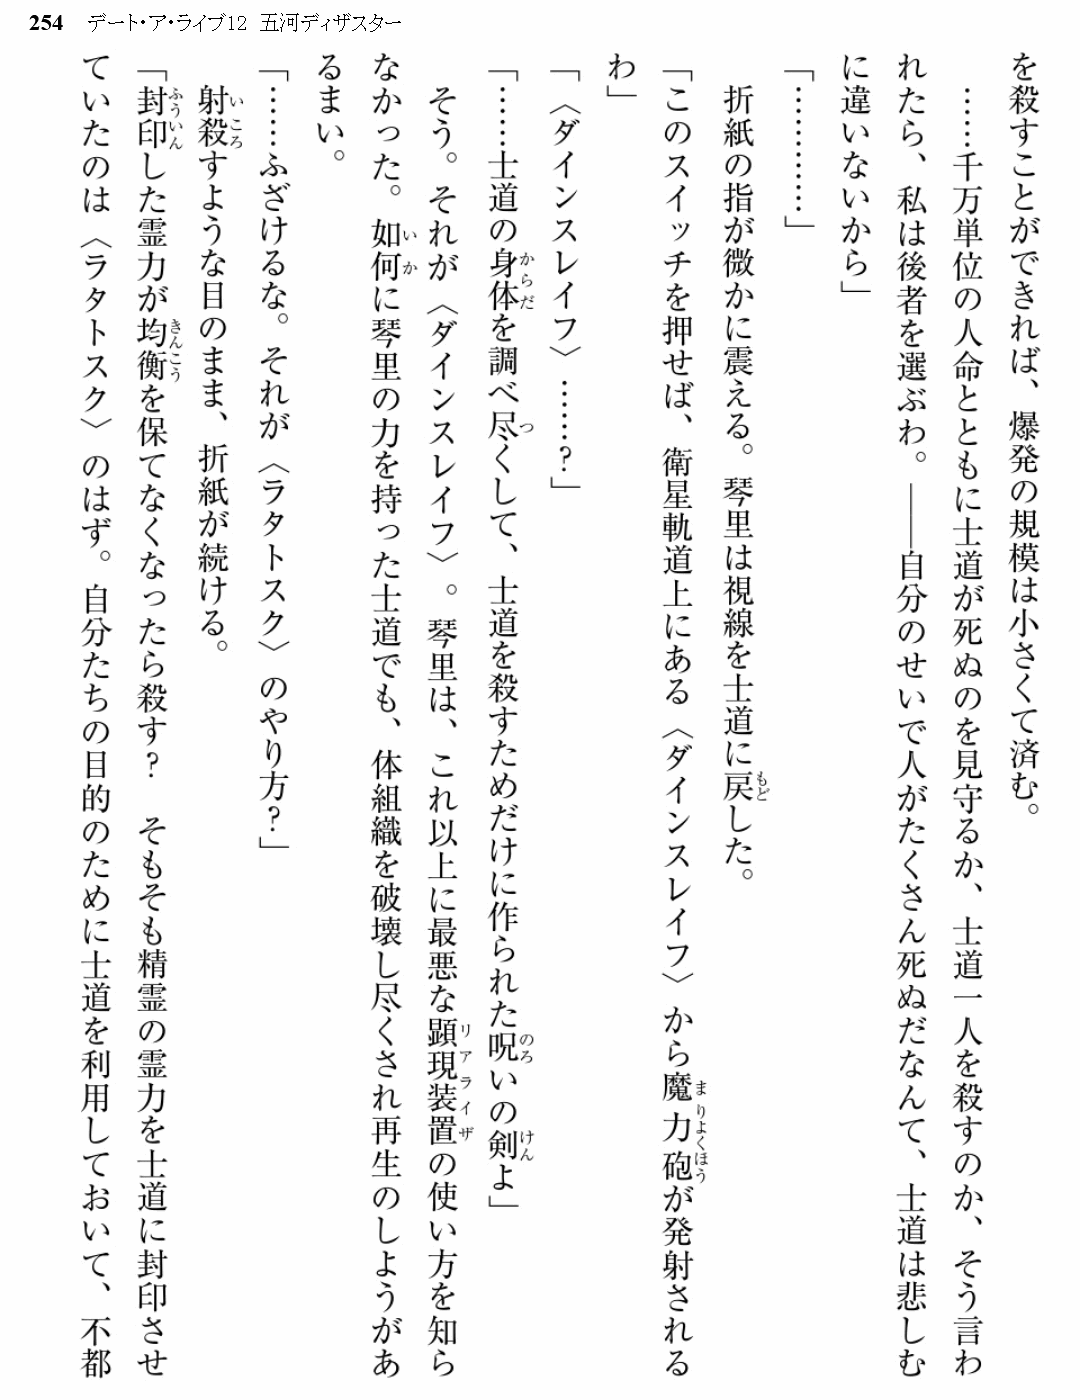 254　デート・ア・ライブ12　五河ディザスター
を殺すことができれば、爆発の規模は小さくて済む。
　……千万単位の人命とともに士道が死ぬのを見守るか、士道一人を殺すのか、そう言わ
れたら、私は後者を選ぶわ。――自分のせいで人がたくさん死ぬだなんて、士道は悲しむ
に違いないから」
「…………」
　折紙の指が微かに震える。琴里は視線を士道に戻した。
「このスイッチを押せば、衛星軌道上にある〈ダインスレイフ〉から魔力砲が発射される
わ」
「〈ダインスレイフ〉……?」
「……士道の身体を調べ尽くして、士道を殺すためだけに作られた呪いの剣よ」
　そう。それが〈ダインスレイフ〉。琴里は、これ以上に最悪な顕現装置の使い方を知ら
なかった。如何に琴里の力を持った士道でも、体組織を破壊し尽くされ再生のしようがあ
るまい。
「……ふざけるな。それが〈ラタトスク〉のやり方?」
　射殺すような目のまま、折紙が続ける。
「封印した霊力が均衡を保てなくなったら殺す?　そもそも精霊の霊力を士道に封印させ
ていたのは〈ラタトスク〉のはず。自分たちの目的のために士道を利用しておいて、不都